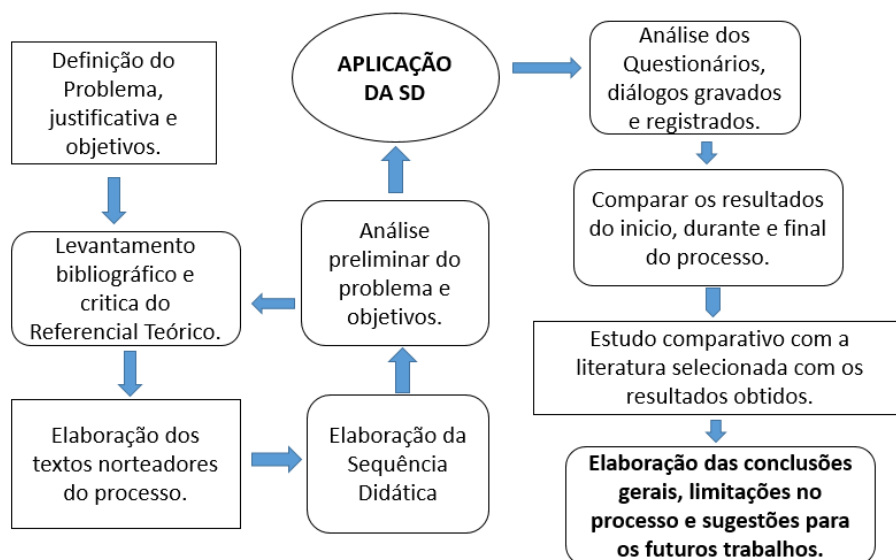 Definição do
Problema,
justificativa e
objetivos.
Levantamento
bibliográfico e
critica do
Referencial Teórico.
Elaboração dos
textos norteadores
do processo.
Elaboração da
Sequência
Didática
Análise
preliminar do
problema e
objetivos.
APLICAÇÃO
DA SD
Análise dos
Questionários,
diálogos gravados
e registrados.
Comparar os resultados
do inicio, durante e final
do processo.
Estudo comparativo com a
literatura selecionada com os
resultados obtidos.
Elaboração das conclusões
gerais, limitações no
processo e sugestões para
os futuros trabalhos.